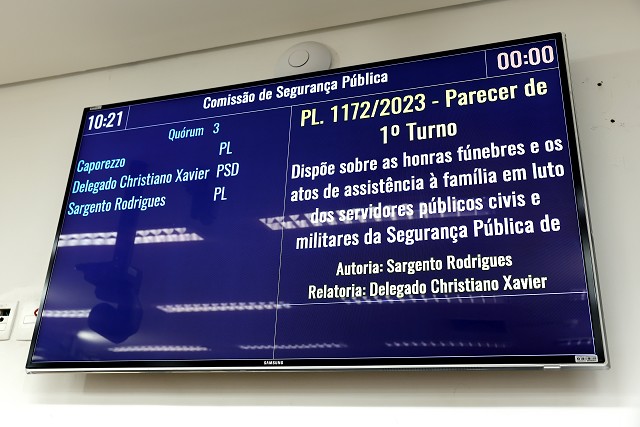 10:21
Comissão de Segurança Pública
00:00
Quórum 3
Caporezzo PL
Delegado Christiano Xavier PSD
Sargento Rodrigues PL
PL. 1172/2023 - Parecer de
1º Turno
Dispõe sobre as honras fúnebres e os
atos de assistência à família em luto
dos servidores públicos civis e
militares da Segurança Pública de
Autoria: Sargento Rodrigues
Relatoria: Delegado Christiano Xavier
SAMSUNG